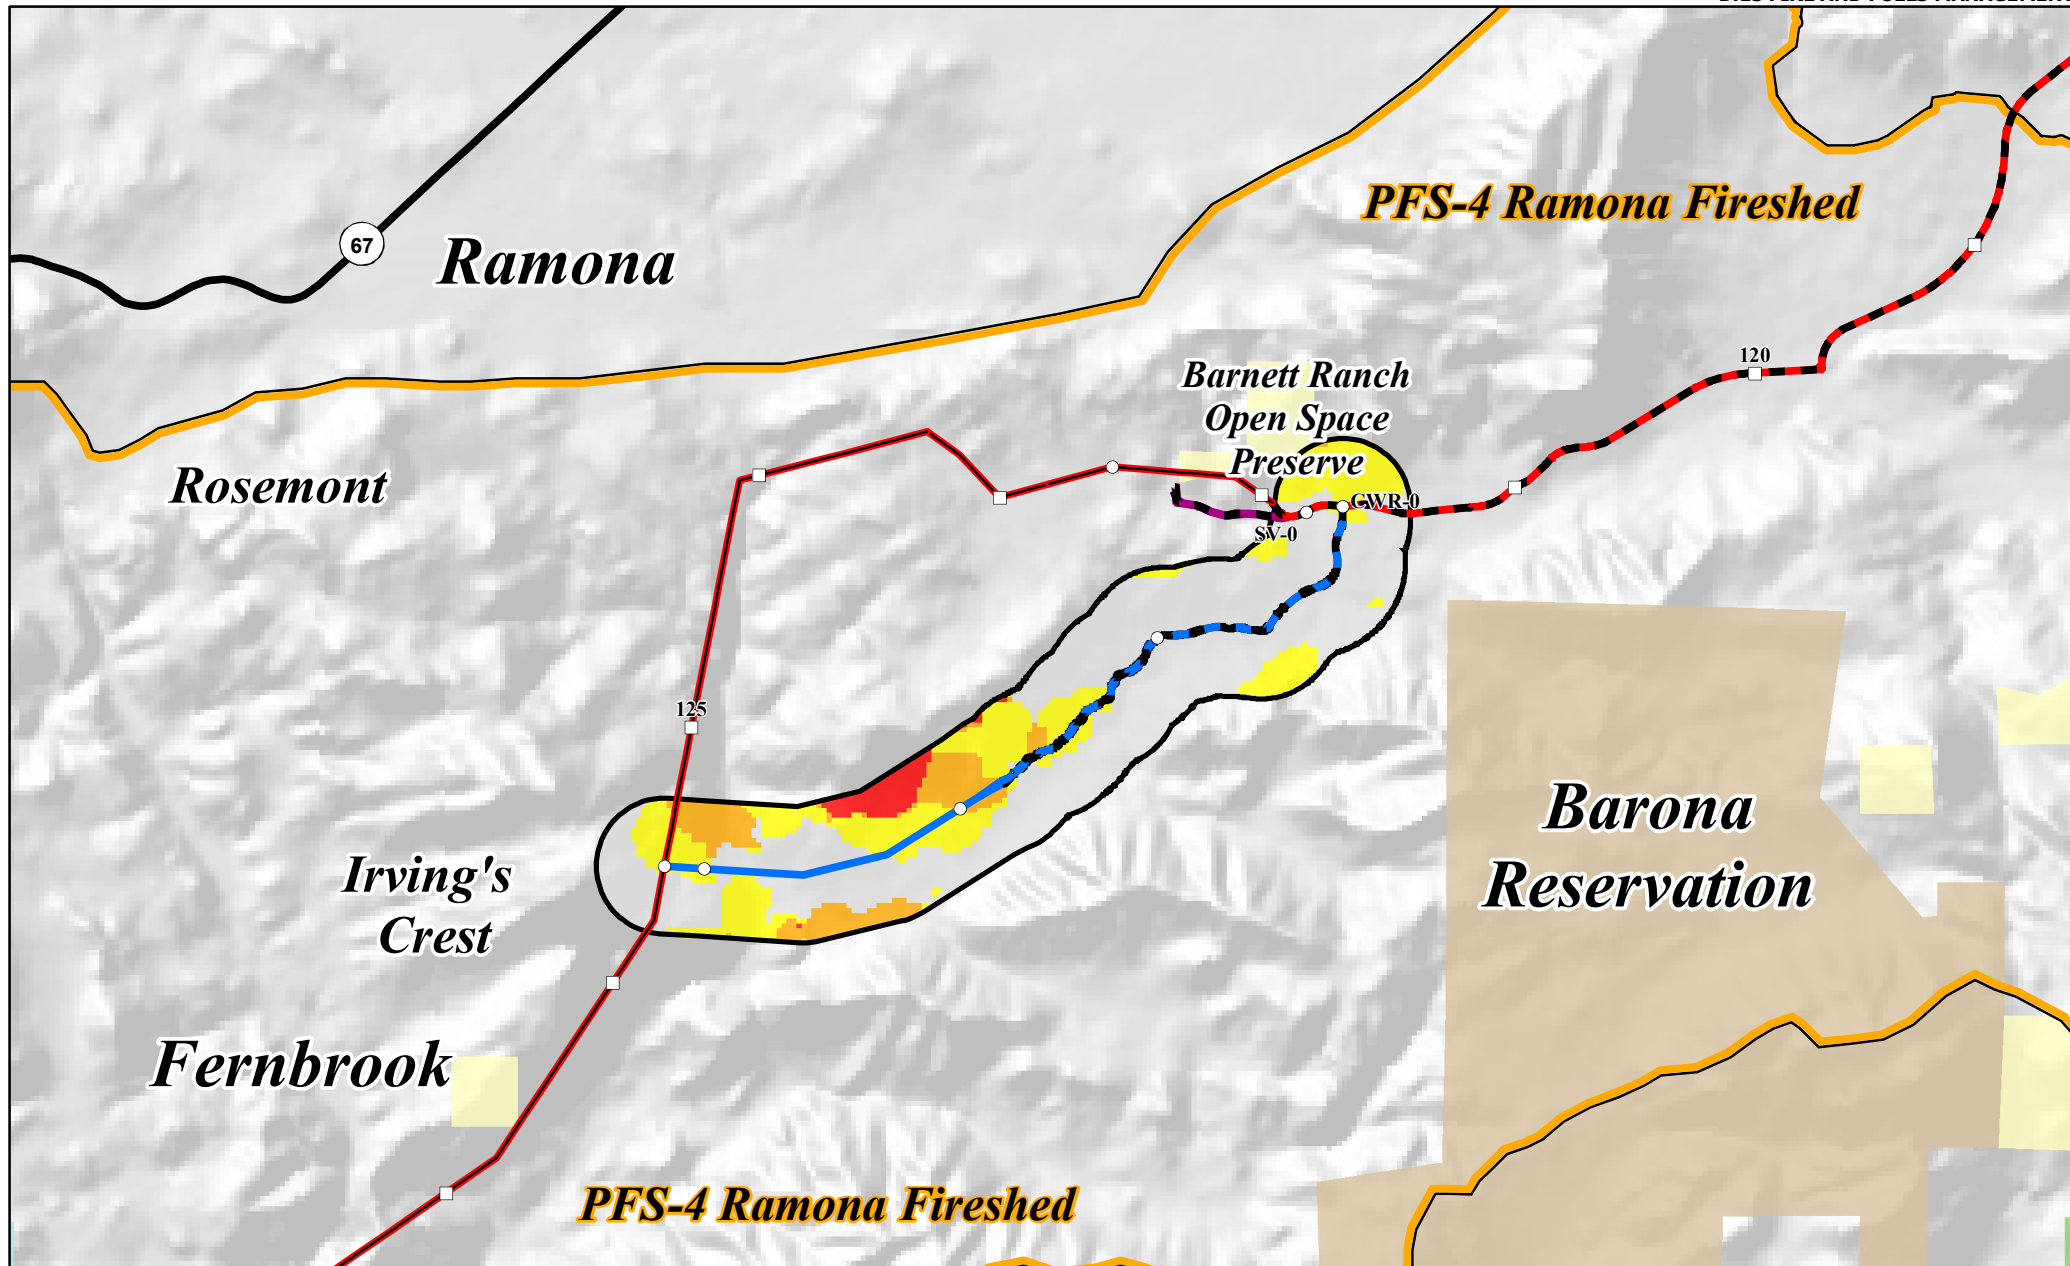 PFS-4 Ramona Fireshed
67
Ramona
120
Barnett Ranch
Open Space
Preserve
Rosemont
CWR-0
SV-0
125
Barona
Reservation
Irving's
Crest
Fernbrook
PFS-4 Ramona Fireshed